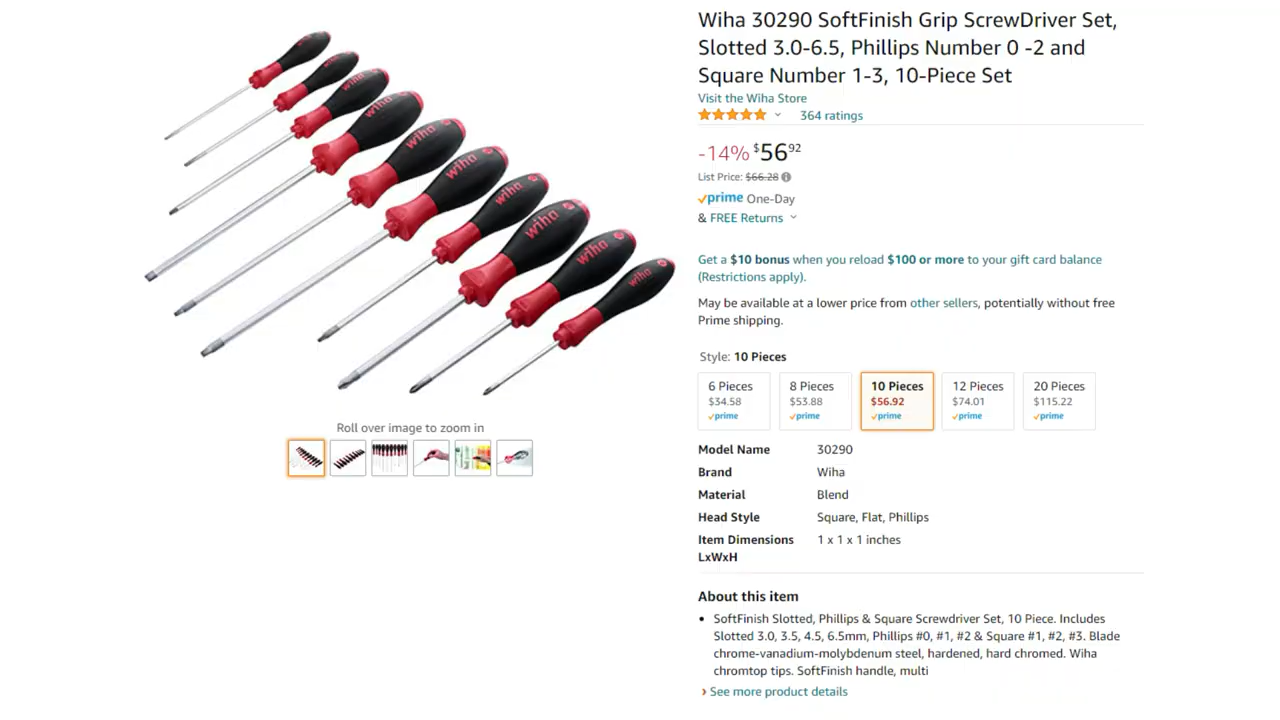 Wiha 30290 SoftFinish Grip ScrewDriver Set,
Slotted 3.0-6.5, Phillips Number 0 -2 and
Square Number 1-3, 10-Piece Set
Visit the Wiha Store
364 ratings
-14% $56 92
List Price: $66.28
prime One-Day
& FREE Returns
Get a $10 bonus when you reload $100 or more to your gift card balance
(Restrictions apply).
May be available at a lower price from other sellers, potentially without free
Prime shipping.
Style: 10 Pieces
6 Pieces
$34.58
prime
8 Pieces
$53.88
prime
10 Pieces
$56.92
prime
12 Pieces
$74.01
prime
20 Pieces
$115.22
prime
Model Name 30290
Brand Wiha
Material Blend
Head Style Square, Flat, Phillips
Item Dimensions 1 x 1 x 1 inches
LxWxH
About this item
• SoftFinish Slotted, Phillips & Square Screwdriver Set, 10 Piece. Includes
Slotted 3.0, 3.5, 4.5, 6.5mm, Phillips #0, #1, #2 & Square #1, #2, #3. Blade
chrome-vanadium-molybdenum steel, hardened, hard chromed. Wiha
chromtop tips. SoftFinish handle, multi
› See more product details
wiha
wiha
wiha
wiha
wiha
wiha
wiha
wiha
wiha
wiha
Roll over image to zoom in